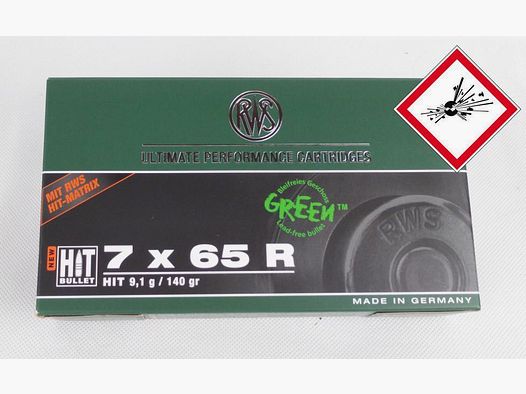 RWS
ULTIMATE PERFORMANCE CARTRIDGES
MIT RWS
HIT-MATRIX
Bleifreies Geschoss
GREEN™
Lead-free bullet
RWS
NEW
HIT
BULLET
7 x 65 R
HIT 9,1 g / 140 gr
MADE IN GERMANY